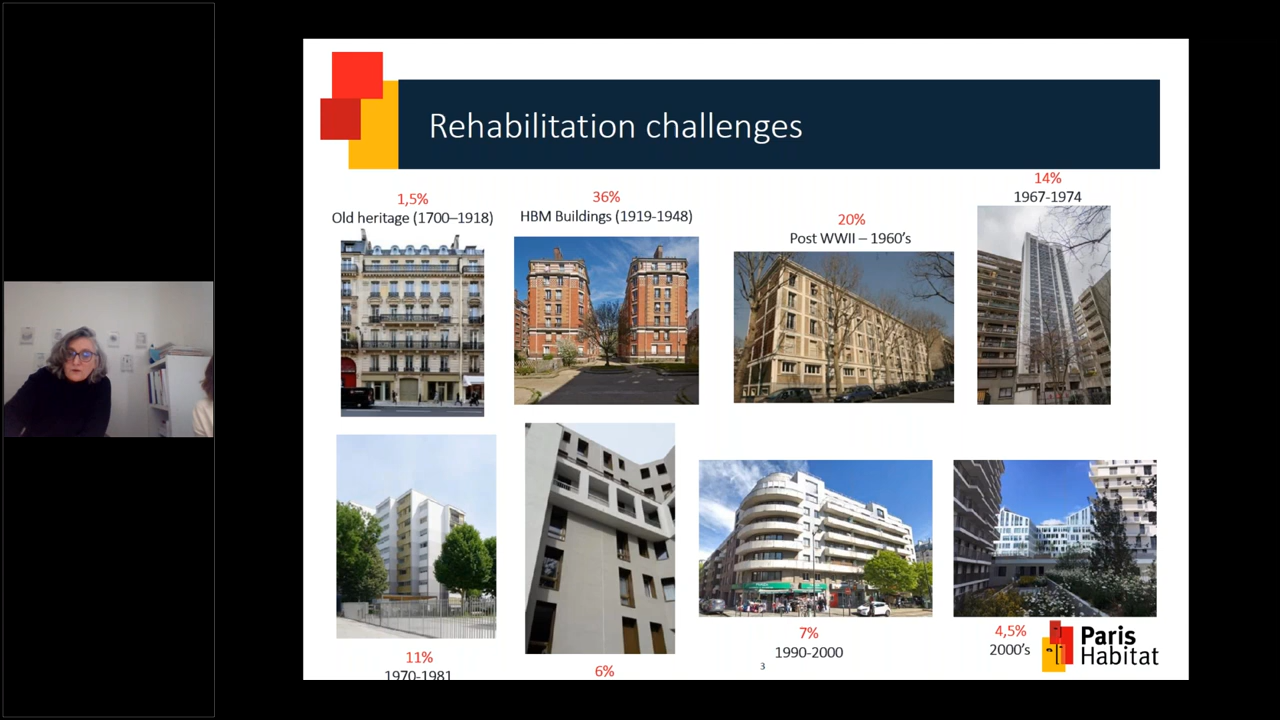 Rehabilitation challenges
1,5%
Old heritage (1700–1918)
36%
HBM Buildings (1919-1948)
20%
Post WWII – 1960's
14%
1967-1974
11%
1970-1981
6%
7%
1990-2000
4,5%
2000's
3
Paris
Habitat